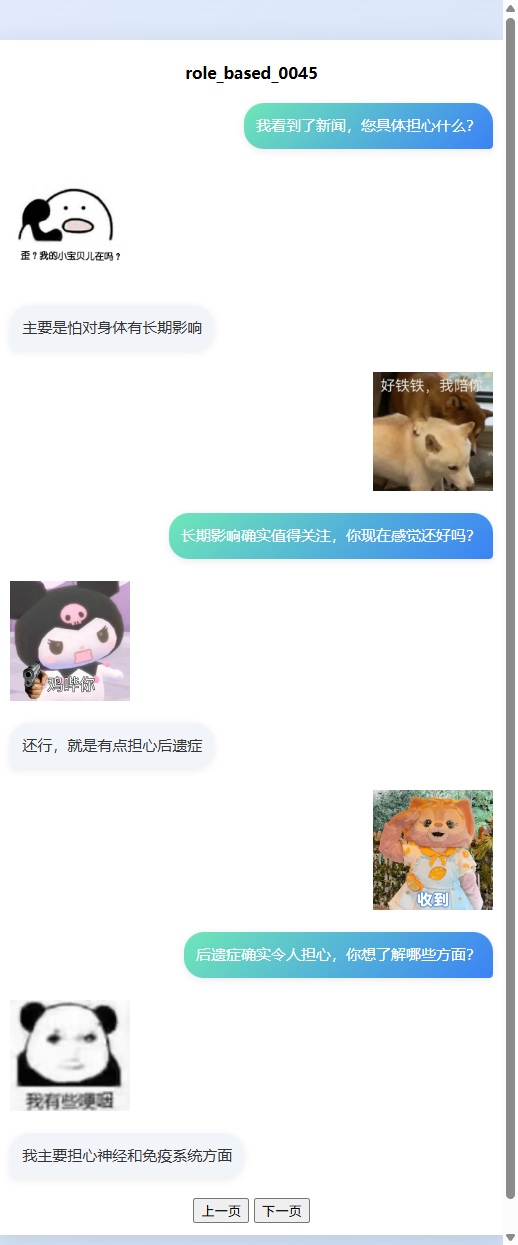 role_based_0045
我看到了新闻，您具体担心什么？
歪？我的小宝贝儿在吗？
主要是怕对身体有长期影响
好铁铁，我陪你
长期影响确实值得关注，你现在感觉还好吗？
鸡哔你
还行，就是有点担心后遗症
收到
后遗症确实令人担心，你想了解哪些方面？
我有些哽咽
我主要担心神经和免疫系统方面
上一页 下一页